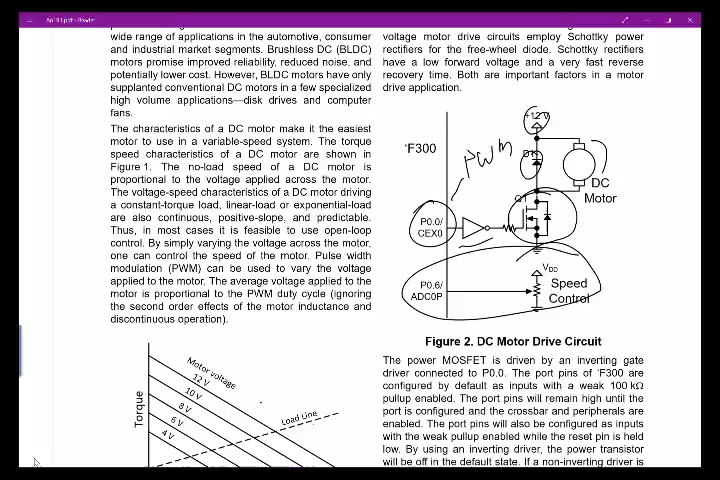 An191.pdf - Reader
wide range of applications in the automotive, consumer
and industrial market segments. Brushless DC (BLDC)
motors promise improved reliability, reduced noise, and
potentially lower cost. However, BLDC motors have only
supplanted conventional DC motors in a few specialized
high volume applications—disk drives and computer
fans.
The characteristics of a DC motor make it the easiest
motor to use in a variable-speed system. The torque
speed characteristics of a DC motor are shown in
Figure 1. The no-load speed of a DC motor is
proportional to the voltage applied across the motor.
The voltage-speed characteristics of a DC motor driving
a constant-torque load, linear-load or exponential-load
are also continuous, positive-slope, and predictable.
Thus, in most cases it is feasible to use open-loop
control. By simply varying the voltage across the motor,
one can control the speed of the motor. Pulse width
modulation (PWM) can be used to vary the voltage
applied to the motor. The average voltage applied to the
motor is proportional to the PWM duty cycle (ignoring
the second order effects of the motor inductance and
discontinuous operation).
Motor voltage
12 V
10 V
8 V
6 V
4 V
Load Line
Torque
voltage motor drive circuits employ Schottky power
rectifiers for the free-wheel diode. Schottky rectifiers
have a low forward voltage and a very fast reverse
recovery time. Both are important factors in a motor
drive application.
+12 V
'F300
PWM
D1
DC
Motor
Q1
P0.0/
CEX0
VDD
P0.6/
ADC0P
Speed
Control
Figure 2. DC Motor Drive Circuit
The power MOSFET is driven by an inverting gate
driver connected to P0.0. The port pins of 'F300 are
configured by default as inputs with a weak 100 kΩ
pullup enabled. The port pins will remain high until the
port is configured and the crossbar and peripherals are
enabled. The port pins will also be configured as inputs
with the weak pullup enabled while the reset pin is held
low. By using an inverting driver, the power transistor
will be off in the default state. If a non-inverting driver is